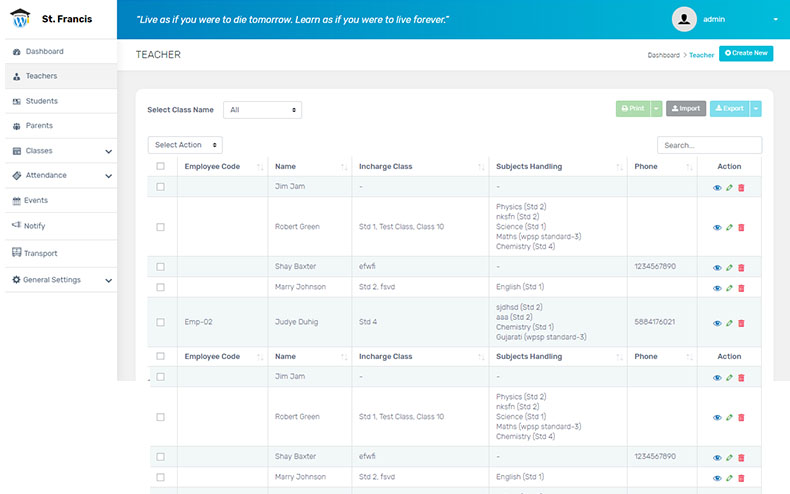 St. Francis
“Live as if you were to die tomorrow. Learn as if you were to live forever.”
admin
Dashboard
Teachers
Students
Parents
Classes
Attendance
Events
Notify
Transport
General Settings
TEACHER
Dashboard > Teacher
Create New
Select Class Name All
Print Import Export
Select Action
Search...
Employee Code Name Incharge Class Subjects Handling Phone Action
Jim Jam - -
Physics (Std 2)
nksfn (Std 2)
Robert Green Std 1, Test Class, Class 10 Science (Std 1)
Maths (wpsp standard-3)
Chemistry (Std 4)
Shay Baxter efwfi - 1234567890
Marry Johnson Std 2, fsvd English (Std 1)
sjdhsd (Std 2)
aaa (Std 2)
Emp-02 Judye Duhig Std 4 Chemistry (Std 1) 5884176021
Gujarati (wpsp standard-3)
Employee Code Name Incharge Class Subjects Handling Phone Action
Jim Jam - -
Physics (Std 2)
nksfn (Std 2)
Robert Green Std 1, Test Class, Class 10 Science (Std 1)
Maths (wpsp standard-3)
Chemistry (Std 4)
Shay Baxter efwfi - 1234567890
Marry Johnson Std 2, fsvd English (Std 1)